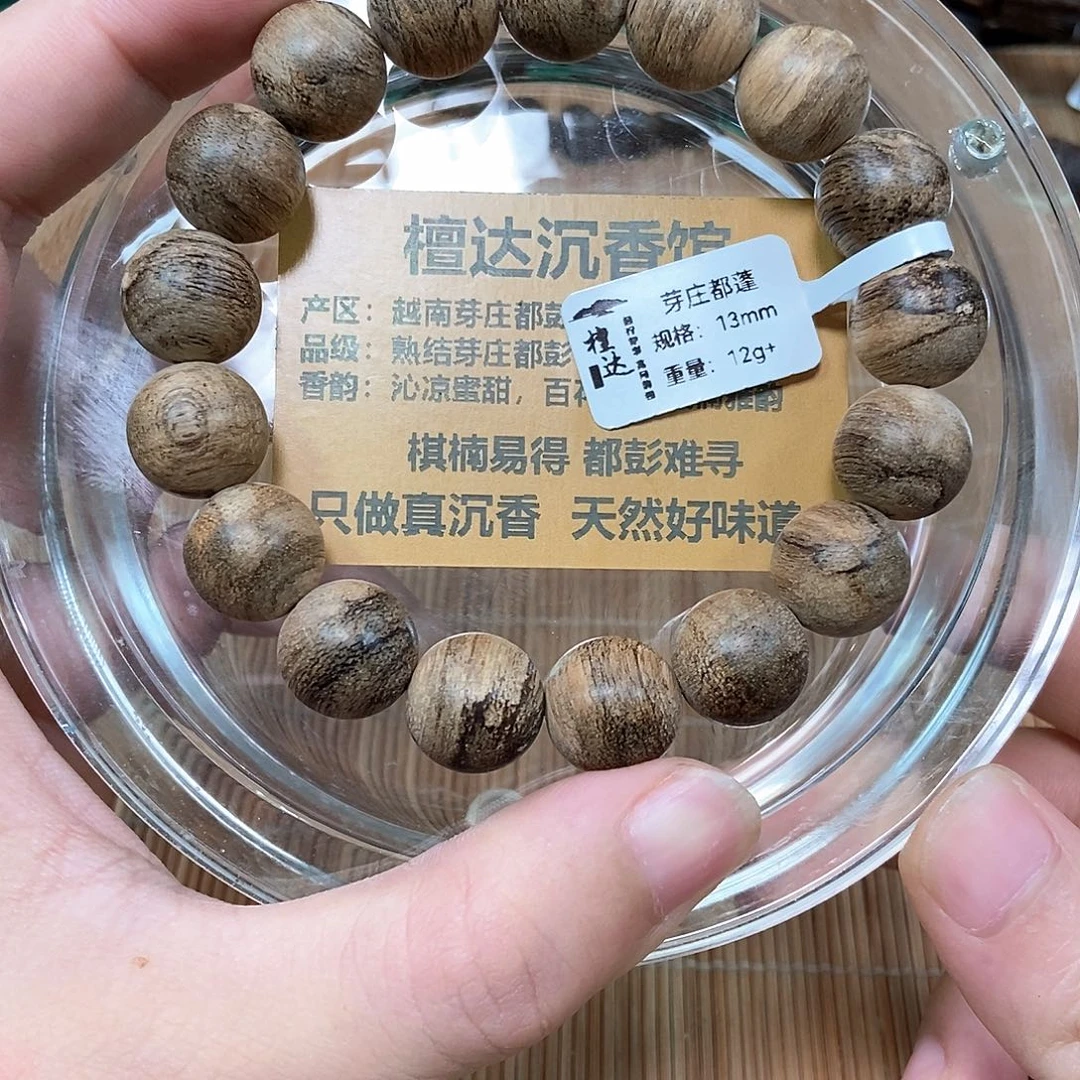 檀达沉香馆
产区：越南芽庄都彭
品级：熟结芽庄都彭
香韵：沁凉蜜甜，百
棋楠易得 都彭难寻
只做真沉香 天然好味道
芽庄都蓬
规格：13mm
重量：12g+
檀达